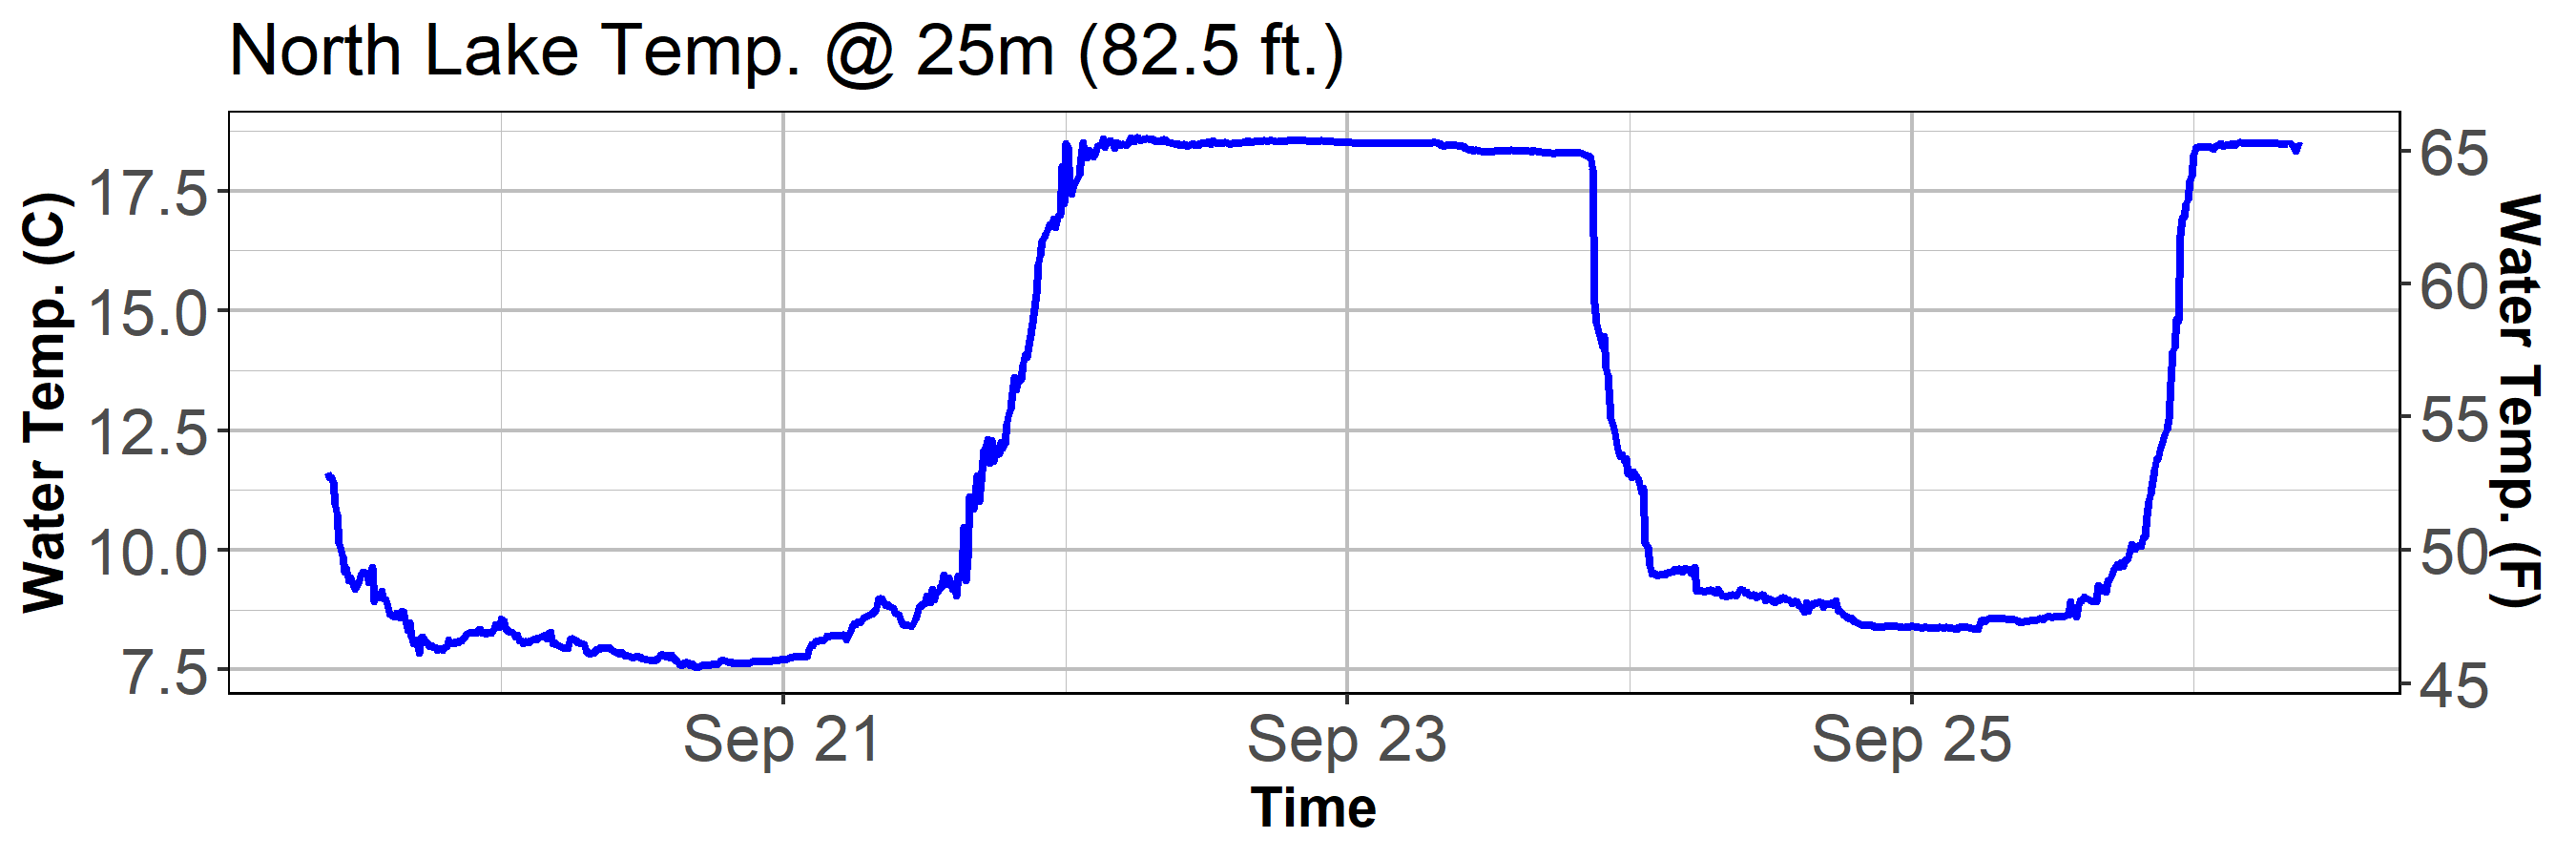 North Lake Temp. @ 25m (82.5 ft.)
Water Temp. (C)
17.5
15.0
12.5
10.0
7.5
65
60
55
50
45
Water Temp. (F)
Sep 21
Sep 23
Sep 25
Time